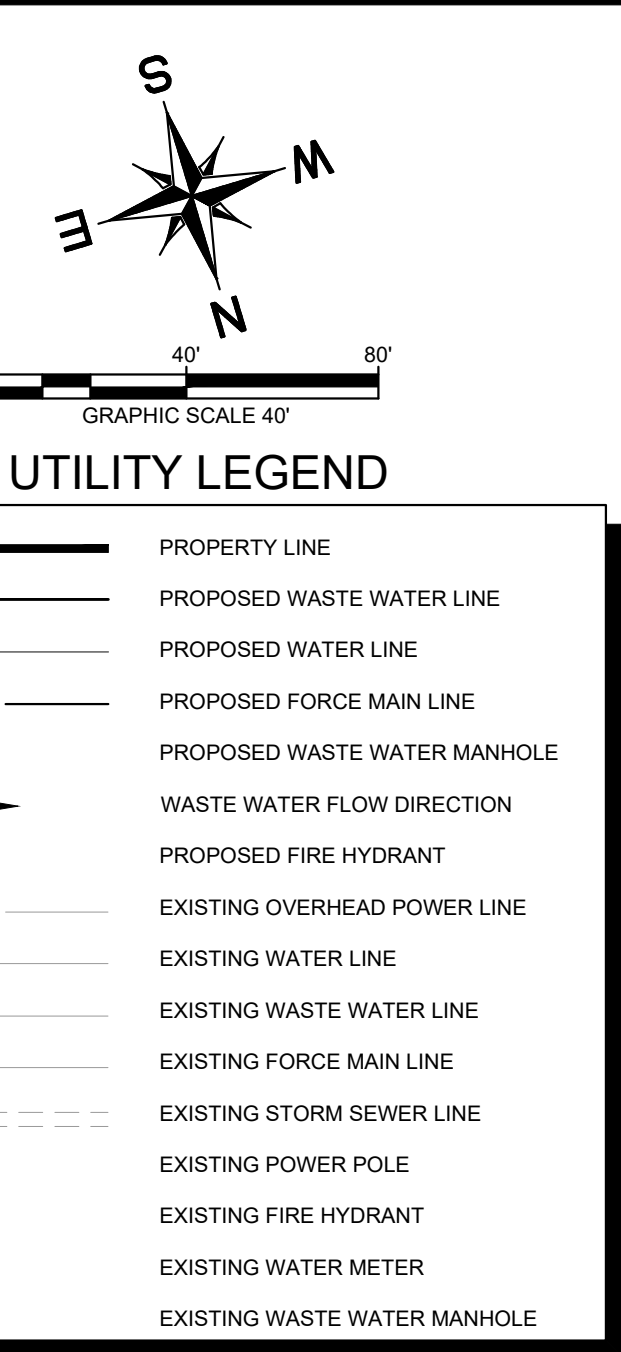 S
W
E
N
40' 80'
GRAPHIC SCALE 40'
UTILITY LEGEND
PROPERTY LINE
PROPOSED WASTE WATER LINE
PROPOSED WATER LINE
PROPOSED FORCE MAIN LINE
PROPOSED WASTE WATER MANHOLE
WASTE WATER FLOW DIRECTION
PROPOSED FIRE HYDRANT
EXISTING OVERHEAD POWER LINE
EXISTING WATER LINE
EXISTING WASTE WATER LINE
EXISTING FORCE MAIN LINE
EXISTING STORM SEWER LINE
EXISTING POWER POLE
EXISTING FIRE HYDRANT
EXISTING WATER METER
EXISTING WASTE WATER MANHOLE